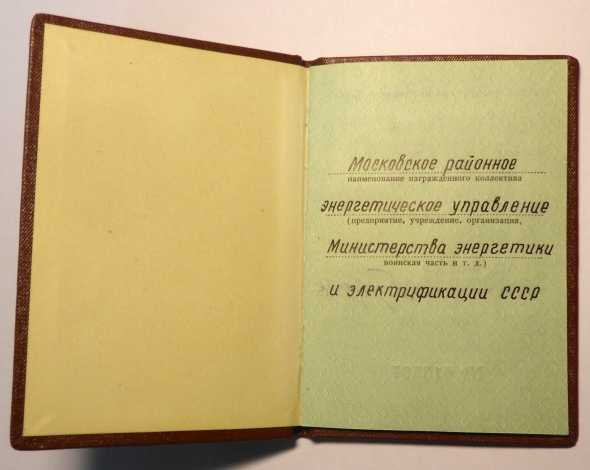 Московское районное
наименование награжденного коллектива
энергетическое управление
(предприятие, учреждение, организация,
Министерства энергетики
воинская часть и т. д.)
и электрификации СССР